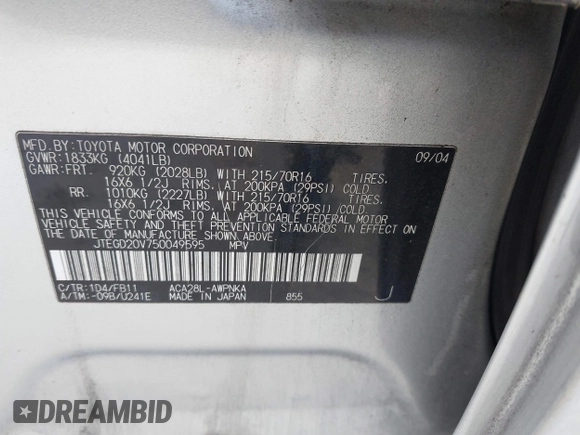 MFD.BY:TOYOTA MOTOR CORPORATION 09/04
GVWR:1833KG (4041LB)
GAWR:FRT. 920KG (2028LB) WITH 215/70R16 TIRES.
16X6 1/2J RIMS. AT 200KPA (29PSI) COLD
RR. 1010KG (2227LB) WITH 215/70R16 TIRES.
16X6 1/2J RIMS. AT 200KPA (29PSI) COLD
THIS VEHICLE CONFORMS TO ALL APPLICABLE FEDERAL MOTOR
VEHICLE SAFETY AND THEFT PREVENTION STANDARDS IN EFFECT ON
THE DATE OF MANUFACTURE SHOWN ABOVE.
JTEGD20V750049595 MPV
C/TR:1D4/FB11 ACA28L-AWPNKA
A/TM:-09B/U241E MADE IN JAPAN 855 J
DREAMBID